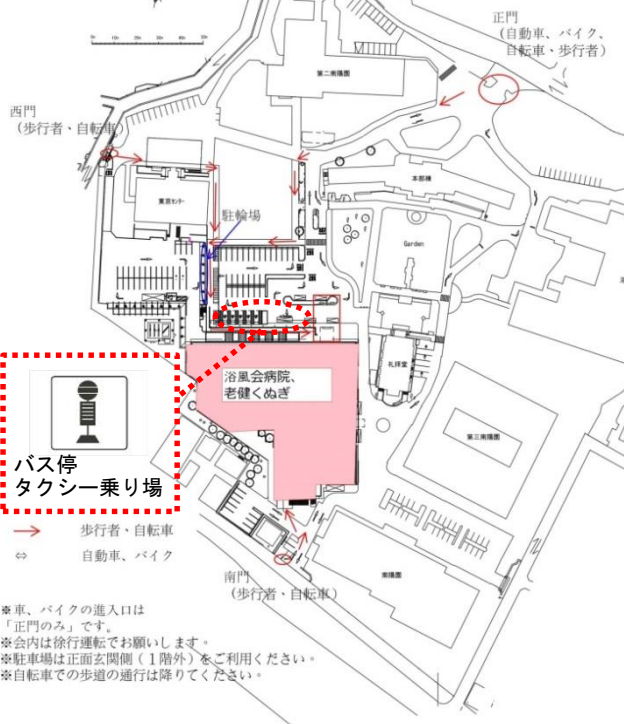 正門
(自動車、バイク、
自転車・歩行者)
西門
(歩行者・自転車)
第二南陽園
本部棟
東京センター
駐輪場
Garden
礼拝堂
浴風会病院、
老健くぬぎ
第三南陽園
バス停
タクシー乗り場
歩行者・自転車
⇔ 自動車、バイク
南陽園
南門
(歩行者・自転車)
※車、バイクの進入口は
「正門のみ」です。
※会内は徐行運転でお願いします。
※駐車場は正面玄関側(1階外)をご利用ください。
※自転車での歩道の通行は降りてください。